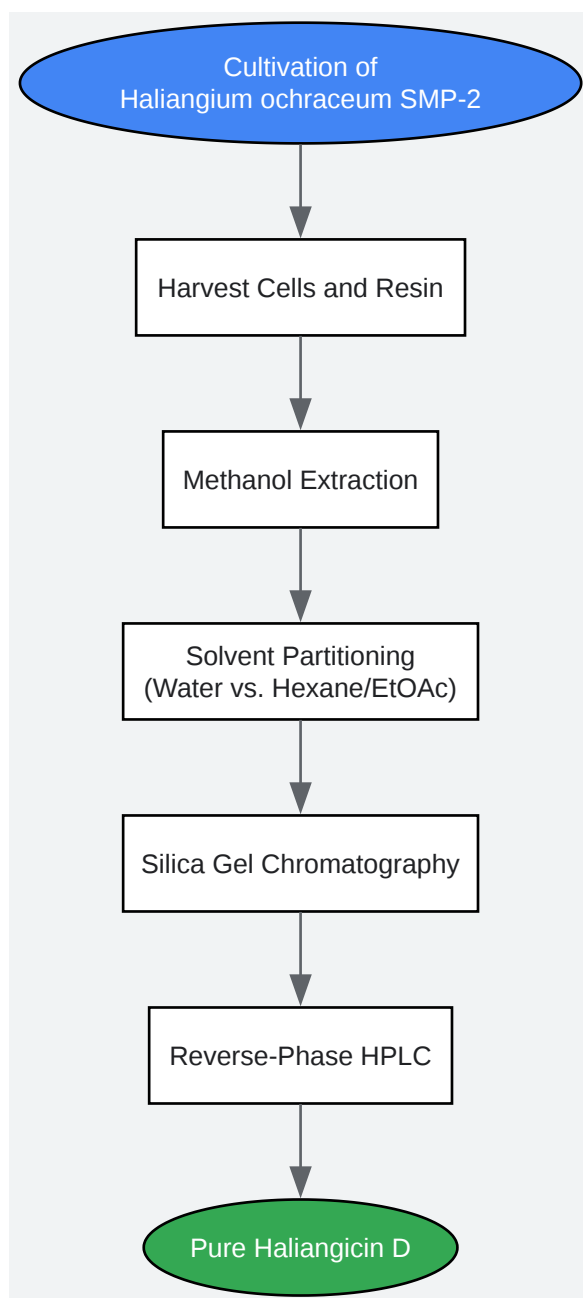 Cultivation of
Haliangium ochraceum SMP-2
Harvest Cells and Resin
Methanol Extraction
Solvent Partitioning
(Water vs. Hexane/EtOAc)
Silica Gel Chromatography
Reverse-Phase HPLC
Pure Haliangicin D